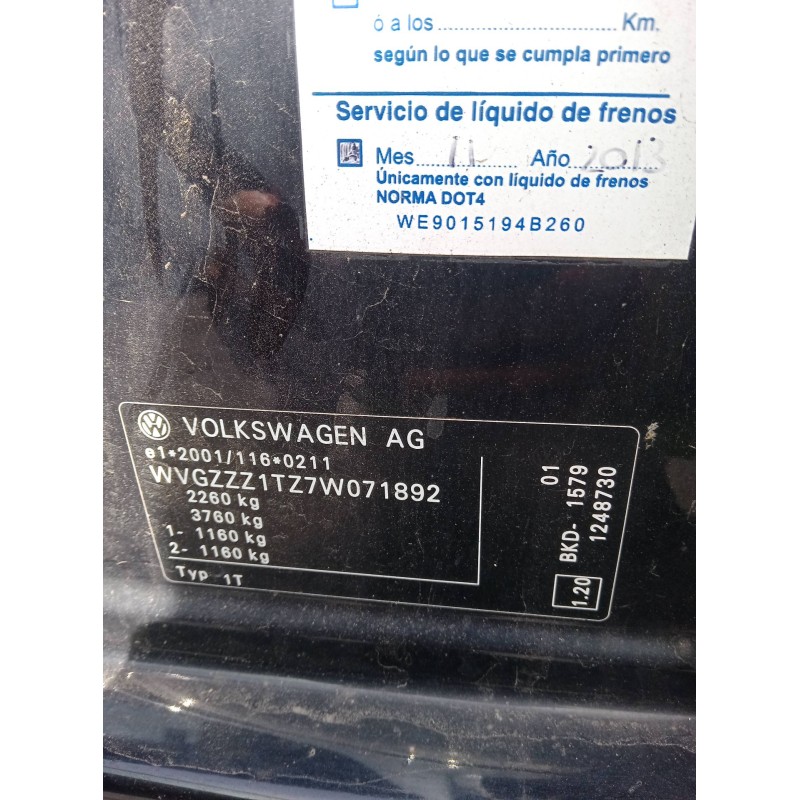 ó a los.............................Km.
según lo que se cumpla primero
Servicio de líquido de frenos
Mes.................. Año 2013
Únicamente con líquido de frenos
NORMA DOT4
WE9015194B260
VOLKSWAGEN AG
e1*2001/116*0211
WVGZZZ1TZ7W071892
2260 kg
3760 kg
1- 1160 kg
2- 1160 kg
Typ 1T
01
BKD- 1579
1248730
1.20